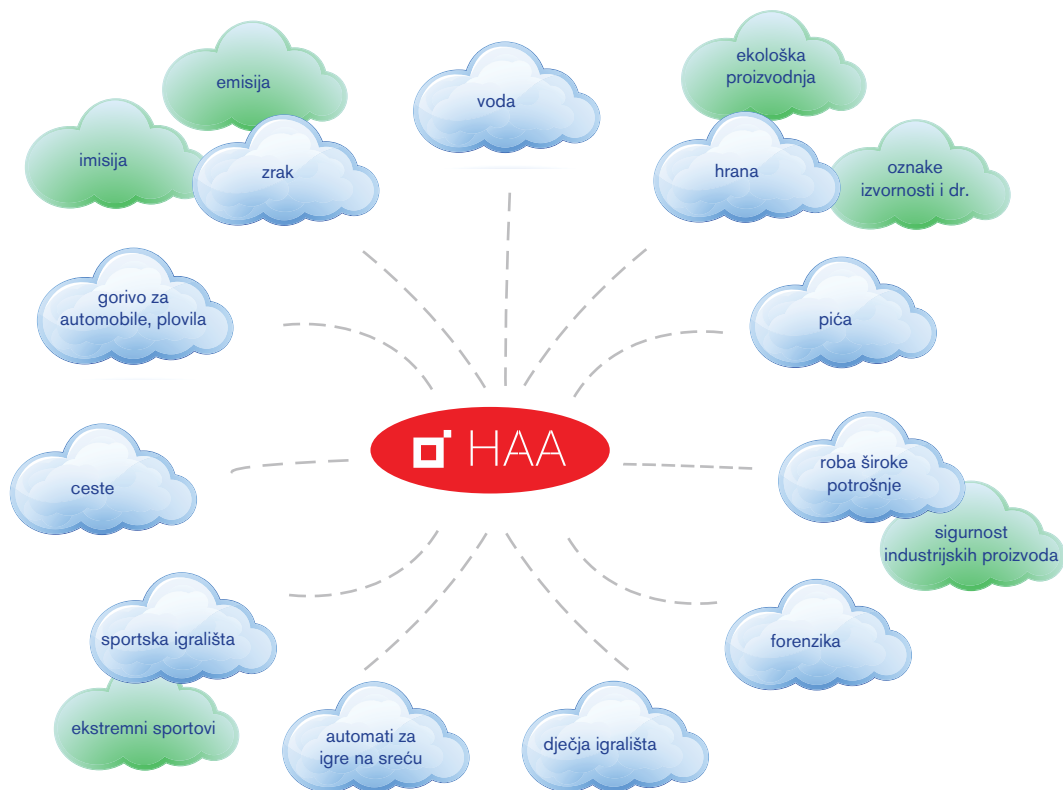 emisija
voda
ekološka
proizvodnja
imisija
zrak
hrana
oznake
izvornosti i dr.
gorivo za
automobile, plovila
pića
HAA
ceste
roba široke
potrošnje
sigurnost
industrijskih proizvoda
sportska igrališta
forenzika
ekstremni sportovi
automati za
igre na sreću
dječja igrališta